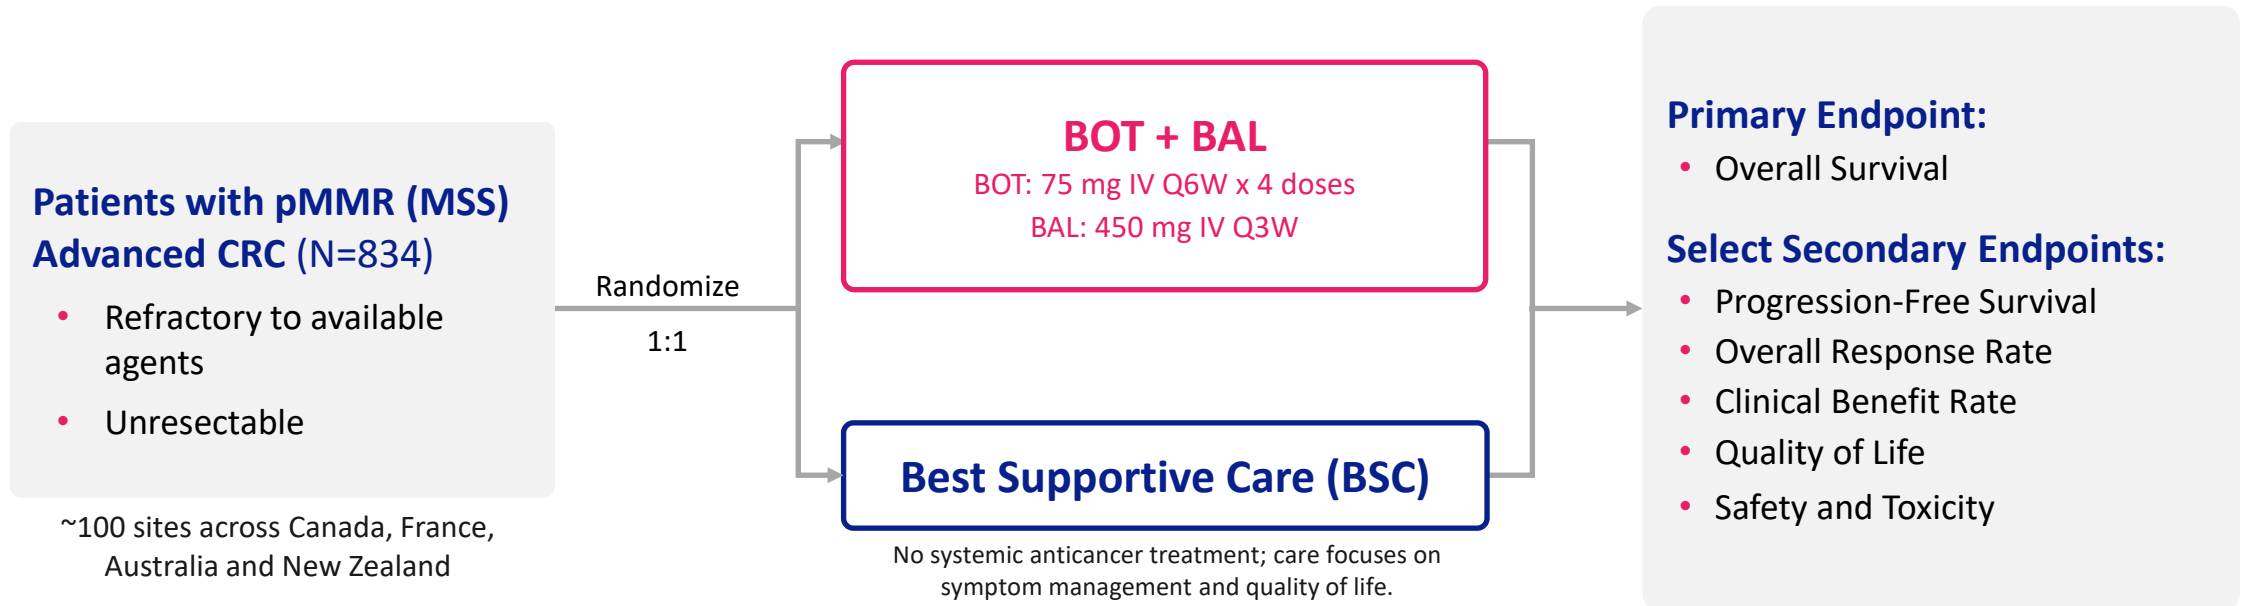 Patients with pMMR (MSS)
Advanced CRC (N=834)
• Refractory to available
agents
• Unresectable
~100 sites across Canada, France,
Australia and New Zealand
Randomize
1:1
BOT + BAL
BOT: 75 mg IV Q6W x 4 doses
BAL: 450 mg IV Q3W
Best Supportive Care (BSC)
No systemic anticancer treatment; care focuses on
symptom management and quality of life.
Primary Endpoint:
• Overall Survival
Select Secondary Endpoints:
• Progression-Free Survival
• Overall Response Rate
• Clinical Benefit Rate
• Quality of Life
• Safety and Toxicity